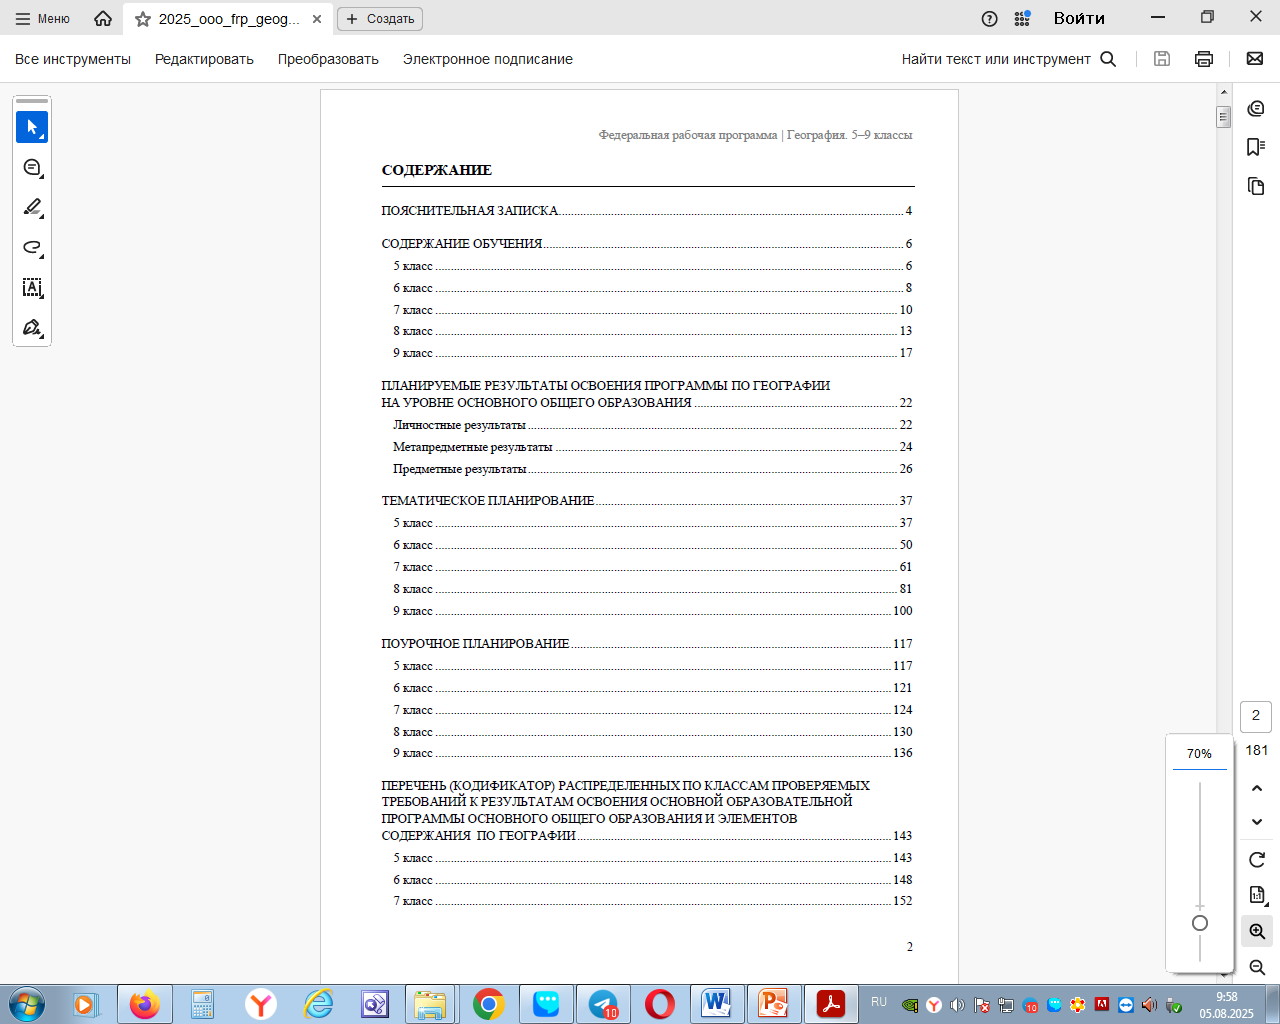 Меню
2025_ooo_frp_geog...
Создать
Войти
Все инструменты
Редактировать
Преобразовать
Электронное подписание
Найти текст или инструмент
Федеральная рабочая программа | География. 5–9 классы
СОДЕРЖАНИЕ
ПОЯСНИТЕЛЬНАЯ ЗАПИСКА 4
СОДЕРЖАНИЕ ОБУЧЕНИЯ 6
5 класс 6
6 класс 8
7 класс 10
8 класс 13
9 класс 17
ПЛАНИРУЕМЫЕ РЕЗУЛЬТАТЫ ОСВОЕНИЯ ПРОГРАММЫ ПО ГЕОГРАФИИ
НА УРОВНЕ ОСНОВНОГО ОБЩЕГО ОБРАЗОВАНИЯ 22
Личностные результаты 22
Метапредметные результаты 24
Предметные результаты 26
ТЕМАТИЧЕСКОЕ ПЛАНИРОВАНИЕ 37
5 класс 37
6 класс 50
7 класс 61
8 класс 81
9 класс 100
ПОУРОЧНОЕ ПЛАНИРОВАНИЕ 117
5 класс 117
6 класс 121
7 класс 124
8 класс 130
9 класс 136
ПЕРЕЧЕНЬ (КОДИФИКАТОР) РАСПРЕДЕЛЕННЫХ ПО КЛАССАМ ПРОВЕРЯЕМЫХ
ТРЕБОВАНИЙ К РЕЗУЛЬТАТАМ ОСВОЕНИЯ ОСНОВНОЙ ОБРАЗОВАТЕЛЬНОЙ
ПРОГРАММЫ ОСНОВНОГО ОБЩЕГО ОБРАЗОВАНИЯ И ЭЛЕМЕНТОВ
СОДЕРЖАНИЯ ПО ГЕОГРАФИИ 143
5 класс 143
6 класс 148
7 класс 152
2
2
181
70%
10
RU
10
9:58
05.08.2025